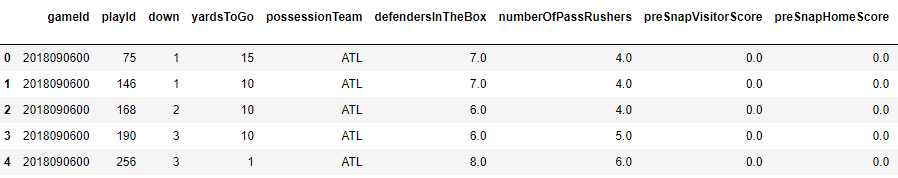 gameId playId down yardsToGo possessionTeam defendersInTheBox numberOfPassRushers preSnapVisitorScore preSnapHomeScore
0 2018090600 75 1 15 ATL 7.0 4.0 0.0 0.0
1 2018090600 146 1 10 ATL 7.0 4.0 0.0 0.0
2 2018090600 168 2 10 ATL 6.0 4.0 0.0 0.0
3 2018090600 190 3 10 ATL 6.0 5.0 0.0 0.0
4 2018090600 256 3 1 ATL 8.0 6.0 0.0 0.0